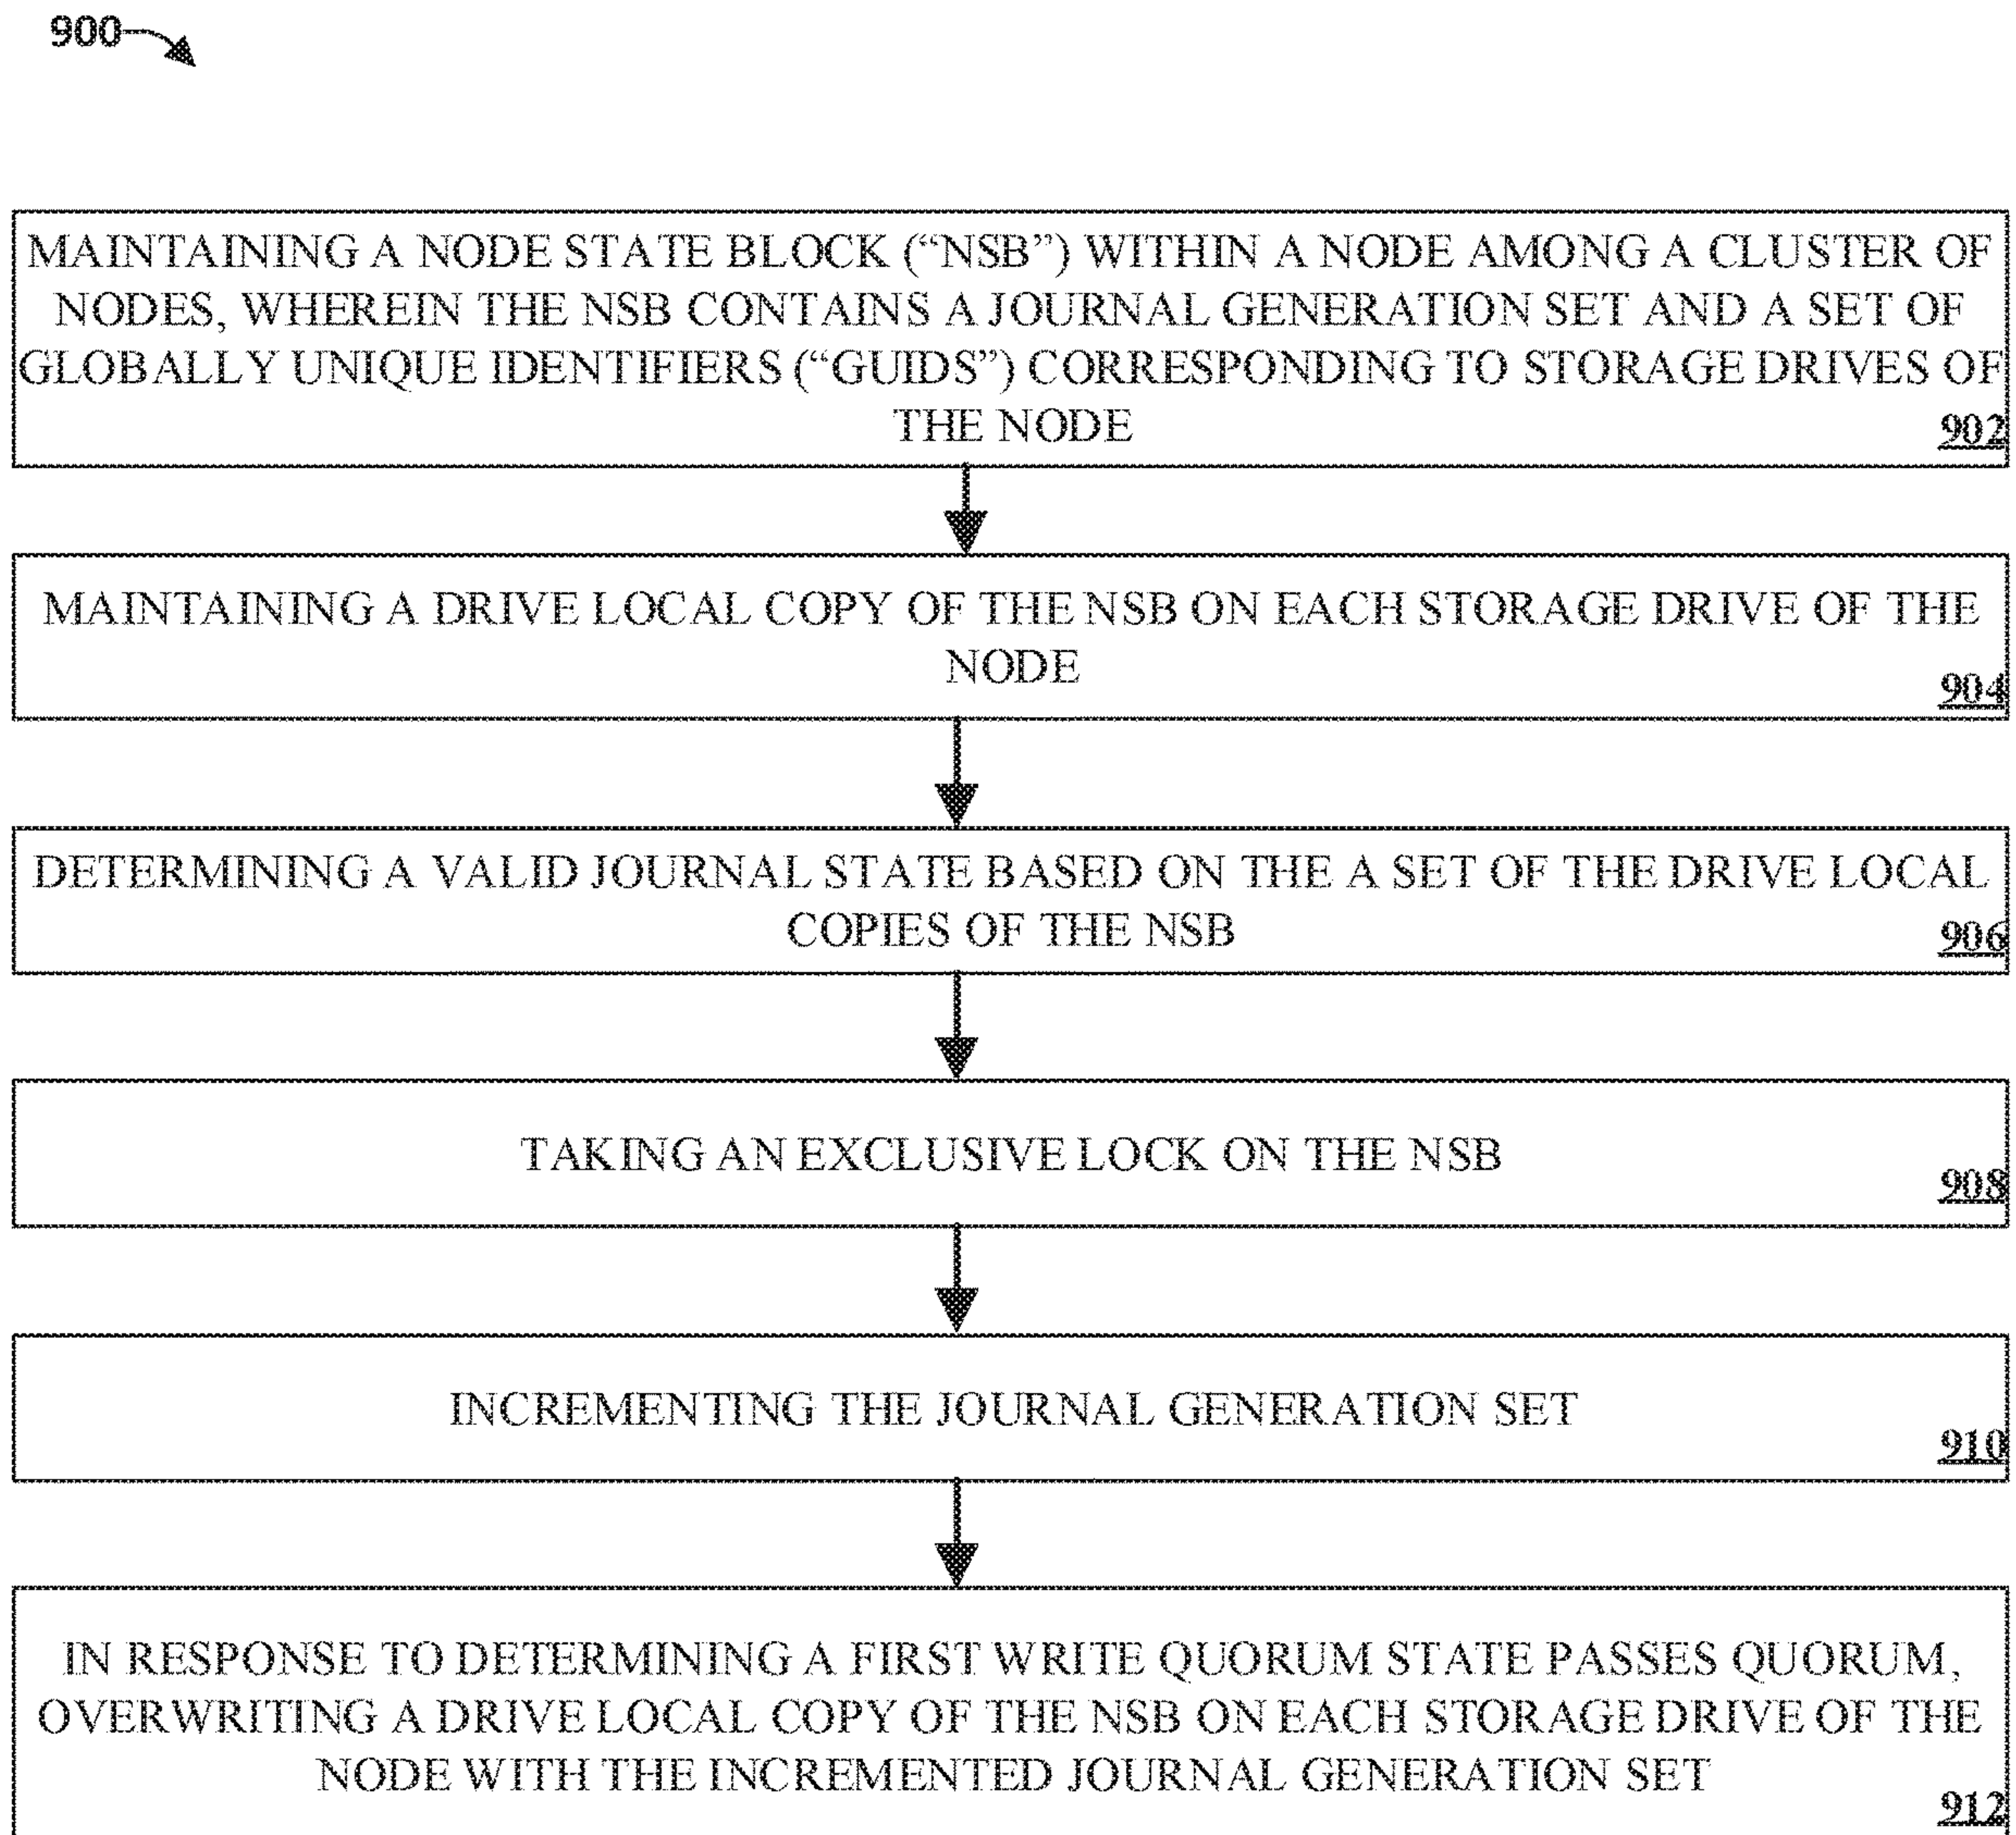 900
MAINTAINING A NODE STATE BLOCK (“NSB”) WITHIN A NODE AMONG A CLUSTER OF
NODES, WHEREIN THE NSB CONTAINS A JOURNAL GENERATION SET AND A SET OF
GLOBALLY UNIQUE IDENTIFIERS (“GUIDS”) CORRESPONDING TO STORAGE DRIVES OF
THE NODE
902
MAINTAINING A DRIVE LOCAL COPY OF THE NSB ON EACH STORAGE DRIVE OF THE
NODE
904
DETERMINING A VALID JOURNAL STATE BASED ON THE A SET OF THE DRIVE LOCAL
COPIES OF THE NSB
906
TAKING AN EXCLUSIVE LOCK ON THE NSB
908
INCREMENTING THE JOURNAL GENERATION SET
910
IN RESPONSE TO DETERMINING A FIRST WRITE QUORUM STATE PASSES QUORUM,
OVERWRITING A DRIVE LOCAL COPY OF THE NSB ON EACH STORAGE DRIVE OF THE
NODE WITH THE INCREMENTED JOURNAL GENERATION SET
912